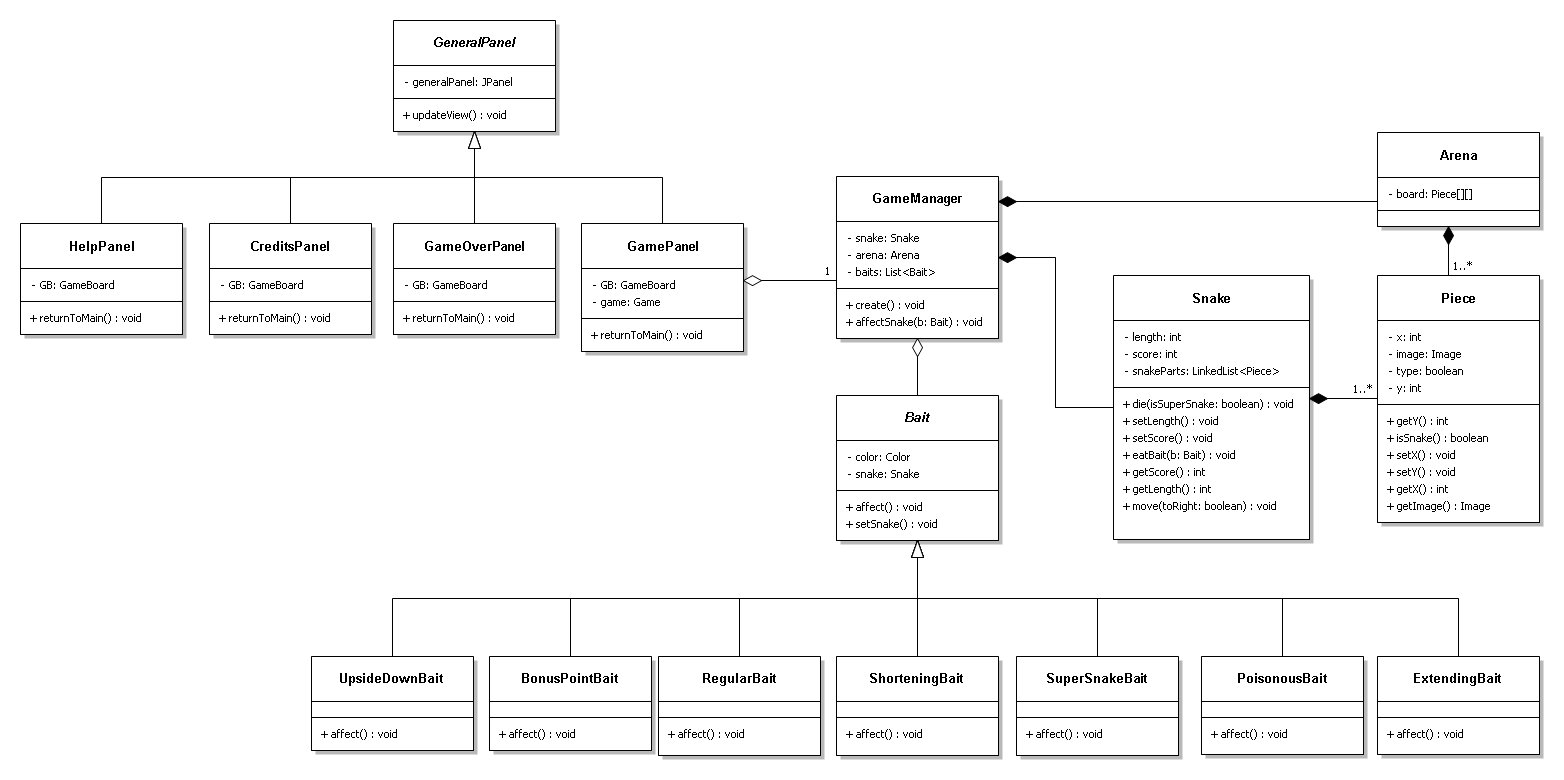 GeneralPanel
- generalPanel: JPanel
+ updateView() : void
HelpPanel
- GB: GameBoard
+ returnToMain() : void
CreditsPanel
- GB: GameBoard
+ returnToMain() : void
GameOverPanel
- GB: GameBoard
+ returnToMain() : void
GamePanel
- GB: GameBoard
- game: Game
+ returnToMain() : void
1
GameManager
- snake: Snake
- arena: Arena
- baits: List<Bait>
+ create() : void
+ affectSnake(b: Bait) : void
Arena
- board: Piece[][]
1..*
Snake
- length: int
- score: int
- snakeParts: LinkedList<Piece>
+ die(isSuperSnake: boolean) : void
+ setLength() : void
+ setScore() : void
+ eatBait(b: Bait) : void
+ getScore() : int
+ getLength() : int
+ move(toRight: boolean) : void
1..*
Piece
- x: int
- image: Image
- type: boolean
- y: int
+ getY() : int
+ isSnake() : boolean
+ setX() : void
+ setY() : void
+ getX() : int
+ getImage() : Image
Bait
- color: Color
- snake: Snake
+ affect() : void
+ setSnake() : void
UpsideDownBait
+ affect() : void
BonusPointBait
+ affect() : void
RegularBait
+ affect() : void
ShorteningBait
+ affect() : void
SuperSnakeBait
+ affect() : void
PoisonousBait
+ affect() : void
ExtendingBait
+ affect() : void